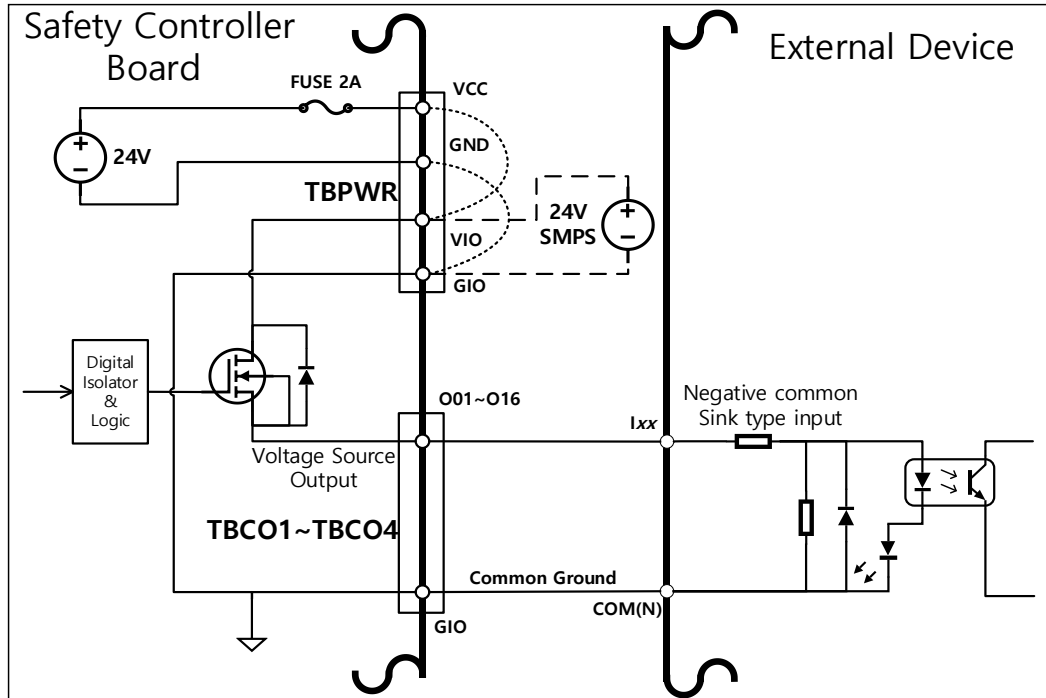 Safety Controller
Board
External Device
FUSE 2A
VCC
+
−
24V
GND
TBPWR
24V
SMPS
+
−
VIO
GIO
Digital
Isolator
&
Logic
O01~O16
Voltage Source
Output
Ixx
Negative common
Sink type input
TBCO1~TBCO4
Common Ground
COM(N)
GIO